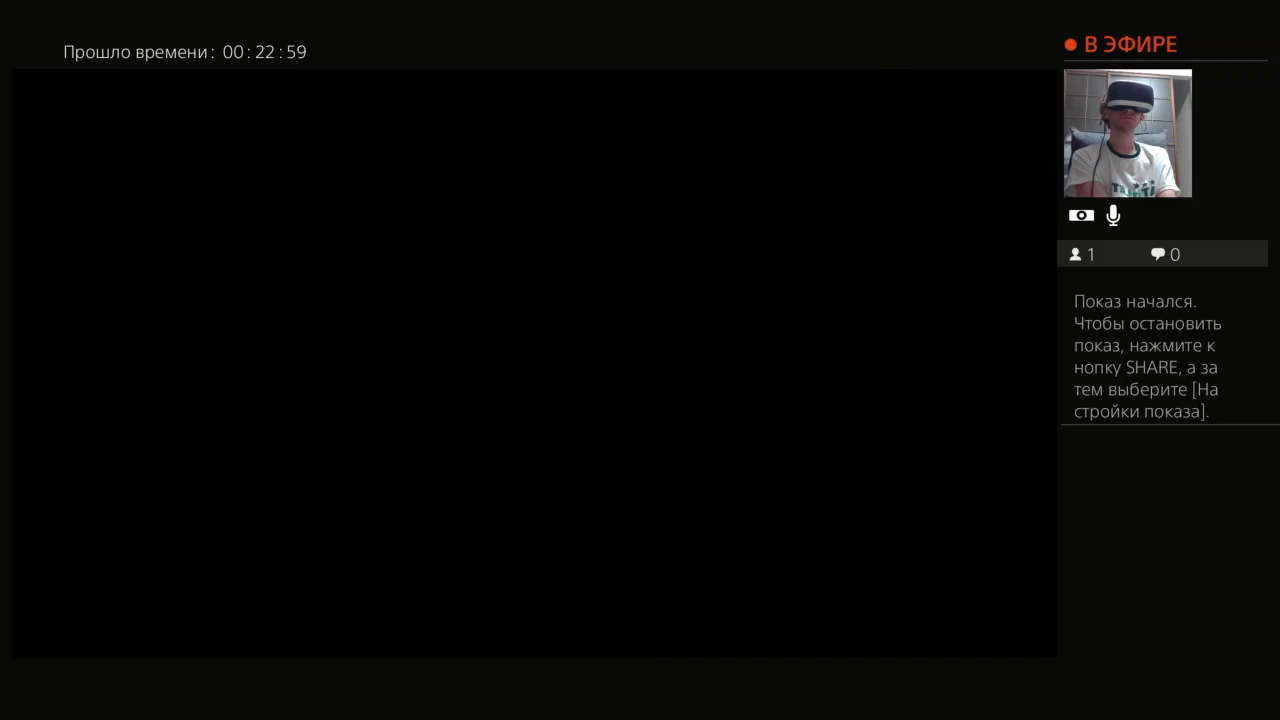 Прошло времени: 00:22:59
В ЭФИРЕ
1 0
Показ начался.
Чтобы остановить
показ, нажмите к
нопку SHARE, а за
тем выберите [На
стройки показа].